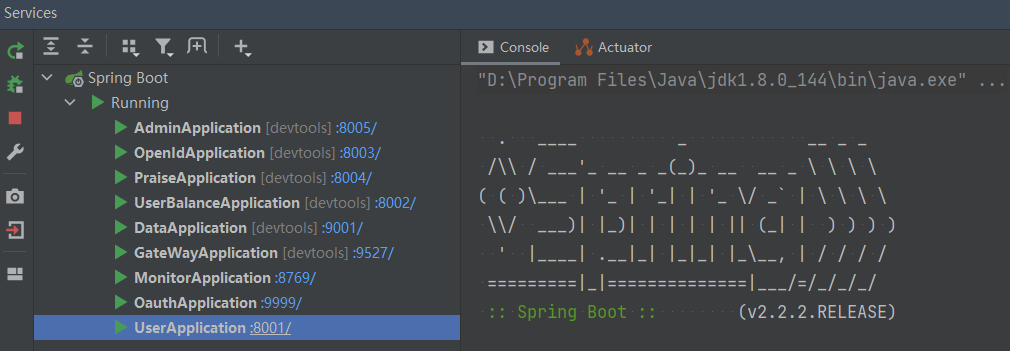 Services
Spring Boot
Running
AdminApplication [devtools] :8005/
OpenIdApplication [devtools] :8003/
PraiseApplication [devtools] :8004/
UserBalanceApplication [devtools] :8002/
DataApplication [devtools] :9001/
GateWayApplication [devtools] :9527/
MonitorApplication :8769/
OauthApplication :9999/
UserApplication :8001/
Console Actuator
"D:\Program Files\Java\jdk1.8.0_144\bin\java.exe" ...
  .   ____          _            __ _ _
 /\\ / ___'_ __ _ _(_)_ __  __ _ \ \ \ \
( ( )\___ | '_ | '_| | '_ \/ _` | \ \ \ \
 \\/  ___)| |_)| | | | | || (_| |  ) ) ) )
  '  |____| .__|_| |_|_| |_\__, | / / / /
 =========|_|==============|___/=/_/_/_/
 :: Spring Boot ::        (v2.2.2.RELEASE)